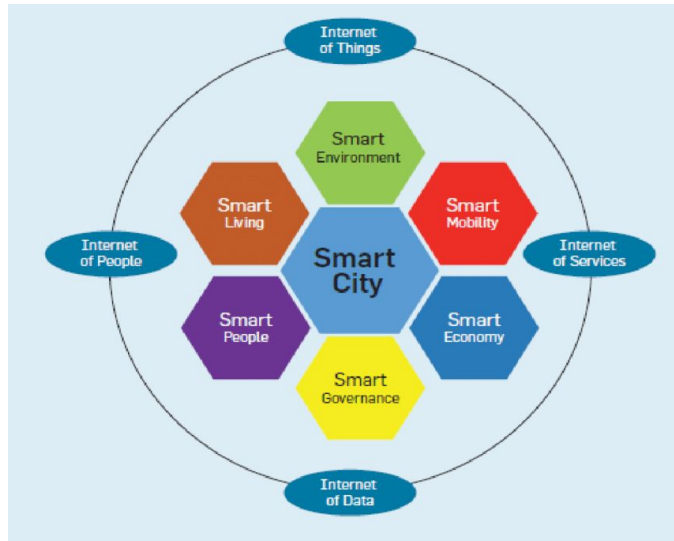 Internet
of Things
Smart
Environment
Smart
Living
Smart
Mobility
Internet
of People
Smart
City
Internet
of Services
Smart
People
Smart
Economy
Smart
Governance
Internet
of Data